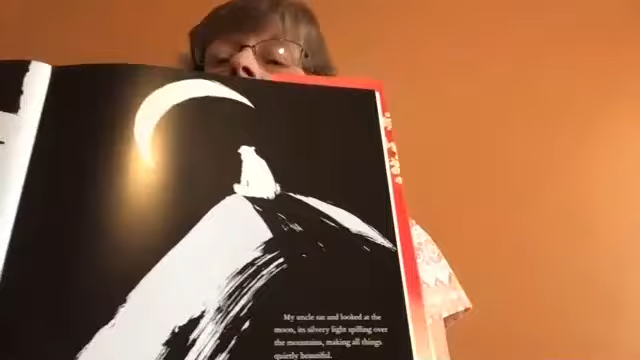 My uncle sat and looked at the
moon, its silvery light spilling over
the mountains, making all things
quietly beautiful.